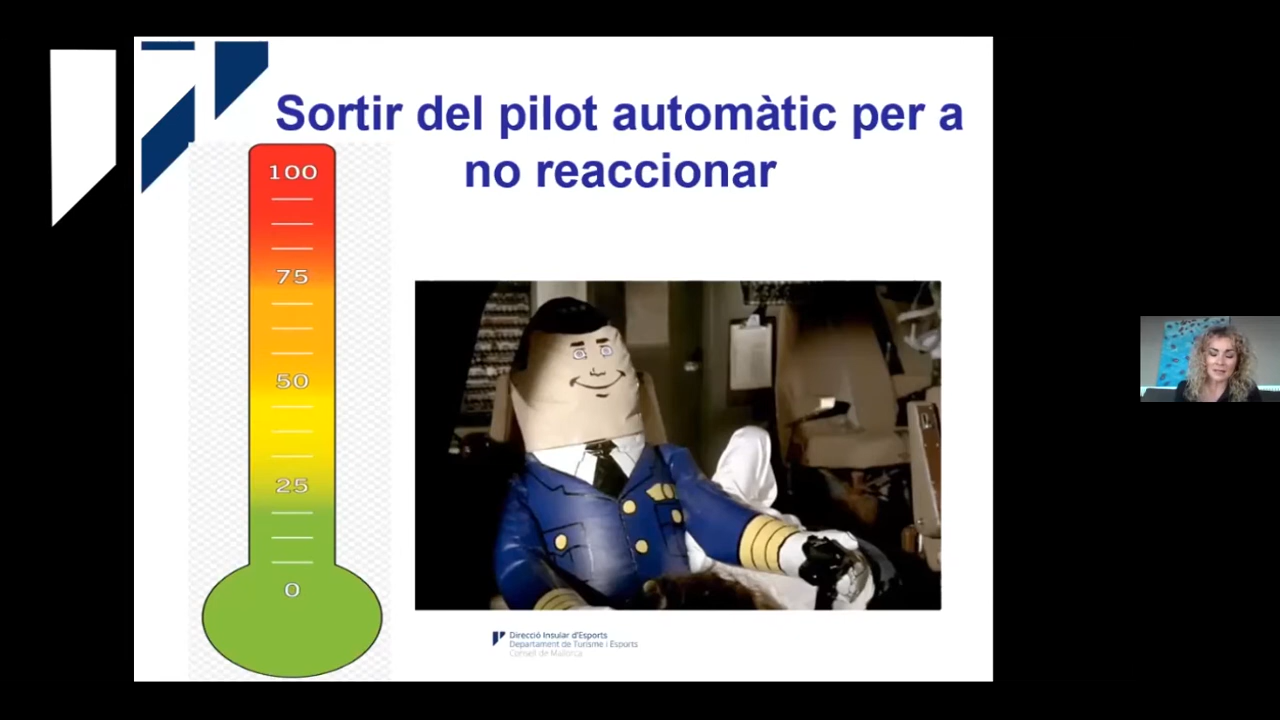 Sortir del pilot automàtic per a
no reaccionar
100
75
50
25
0
Direcció Insular d'Esports
Departament de Turisme i Esports
Consell de Mallorca